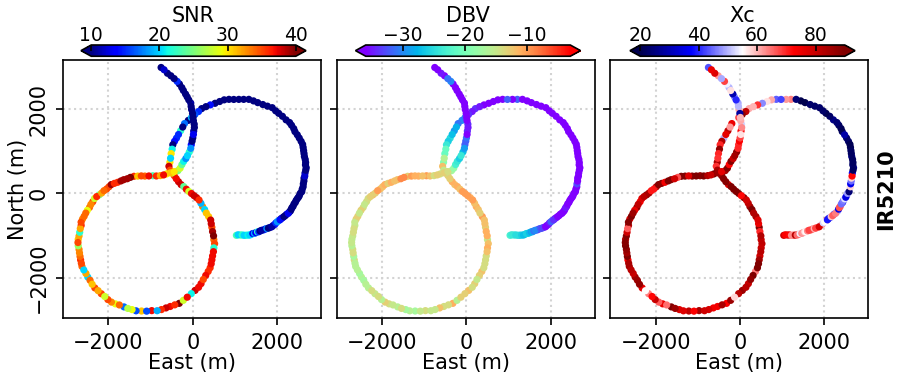 SNR DBV Xc
10 20 30 40 −30 −20 −10 20 40 60 80
2000
0
−2000
North (m)
−2000 0 2000 −2000 0 2000 −2000 0 2000
East (m) East (m) East (m)
IR5210